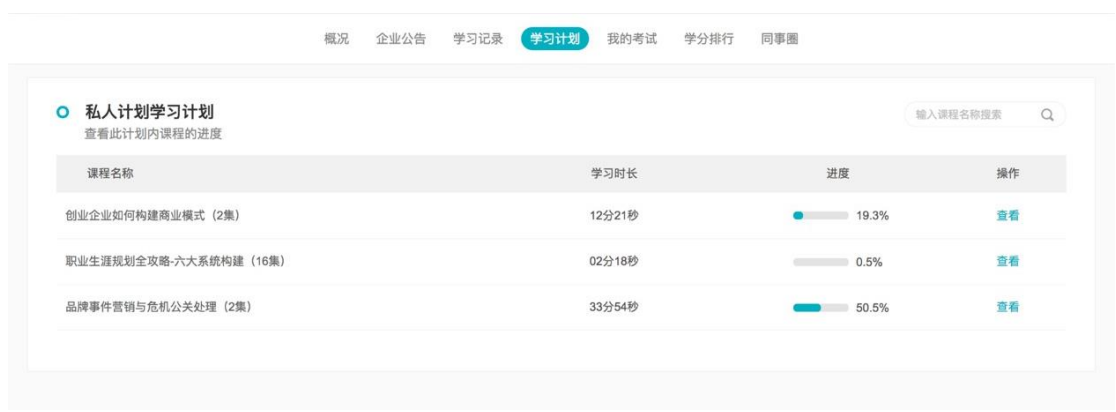 概况 企业公告 学习记录 学习计划 我的考试 学分排行 同事圈
私人计划学习计划
输入课程名称搜索
查看此计划内课程的进度
课程名称 学习时长 进度 操作
创业企业如何构建商业模式（2集） 12分21秒 19.3% 查看
职业生涯规划全攻略-六大系统构建（16集） 02分18秒 0.5% 查看
品牌事件营销与危机公关处理（2集） 33分54秒 50.5% 查看